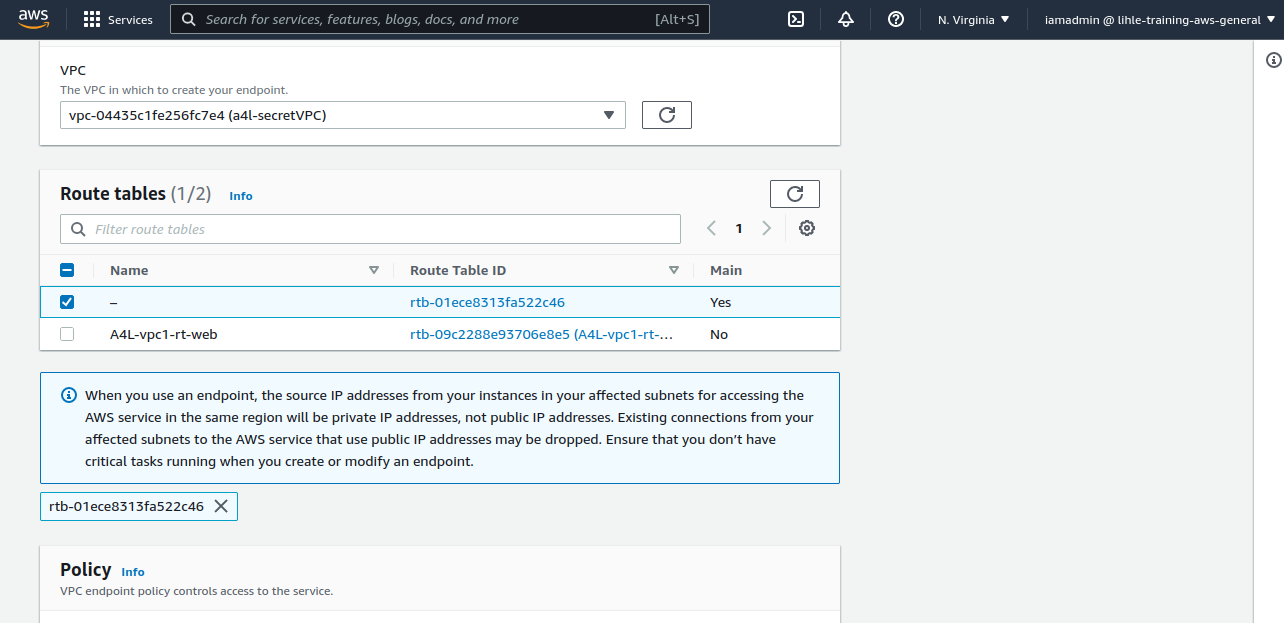 aws
Services
Search for services, features, blogs, docs, and more
[Alt+S]
N. Virginia
iamadmin @ lihle-training-aws-general
VPC
The VPC in which to create your endpoint.
vpc-04435c1fe256fc7e4 (a4l-secretVPC)
Route tables (1/2) Info
Filter route tables
1
Name Route Table ID Main
– rtb-01ece8313fa522c46 Yes
A4L-vpc1-rt-web rtb-09c2288e93706e8e5 (A4L-vpc1-rt-... No
When you use an endpoint, the source IP addresses from your instances in your affected subnets for accessing the
AWS service in the same region will be private IP addresses, not public IP addresses. Existing connections from your
affected subnets to the AWS service that use public IP addresses may be dropped. Ensure that you don’t have
critical tasks running when you create or modify an endpoint.
rtb-01ece8313fa522c46
Policy Info
VPC endpoint policy controls access to the service.